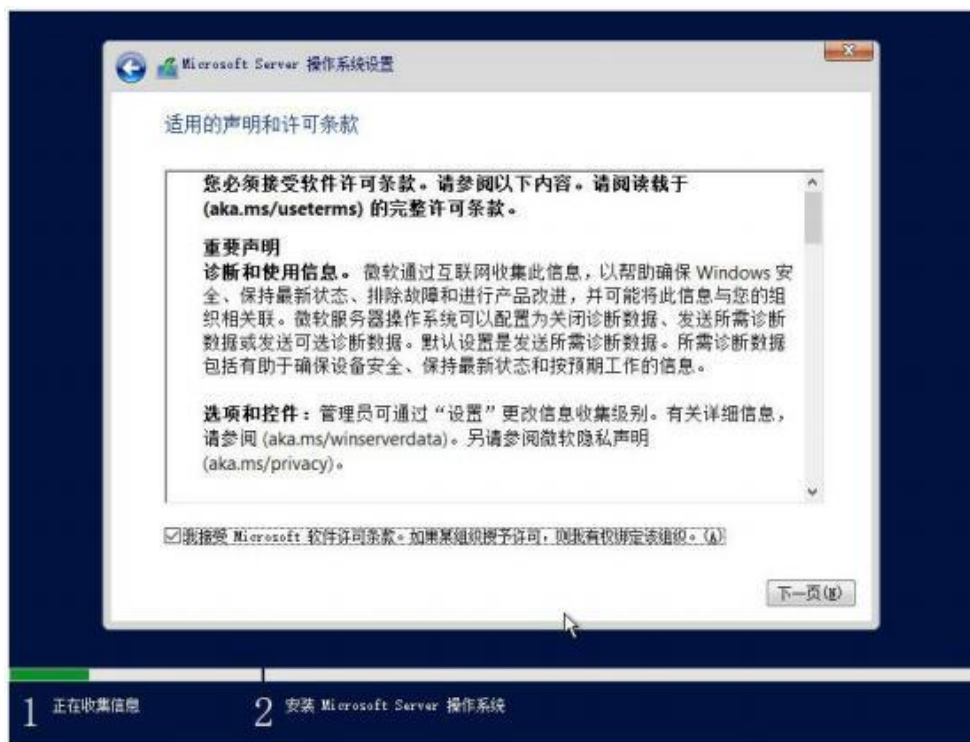 Microsoft Server 操作系统设置
适用的声明和许可条款
您必须接受软件许可条款。请参阅以下内容。请阅读载于
(aka.ms/useterms) 的完整许可条款。
重要声明
诊断和使用信息。 微软通过互联网收集此信息，以帮助确保 Windows 安
全、保持最新状态、排除故障和进行产品改进，并可能将此信息与您的组
织相关联。微软服务器操作系统可以配置为关闭诊断数据、发送所需诊断
数据或发送可选诊断数据。默认设置是发送所需诊断数据。所需诊断数据
包括有助于确保设备安全、保持最新状态和按预期工作的信息。
选项和控件：管理员可通过“设置”更改信息收集级别。有关详细信息，
请参阅 (aka.ms/winserverdata)。另请参阅微软隐私声明
(aka.ms/privacy)。
我接受 Microsoft 软件许可条款。如果某组织授予许可，则我有权绑定该组织。(A)
下一页(N)
1 正在收集信息
2 安装 Microsoft Server 操作系统